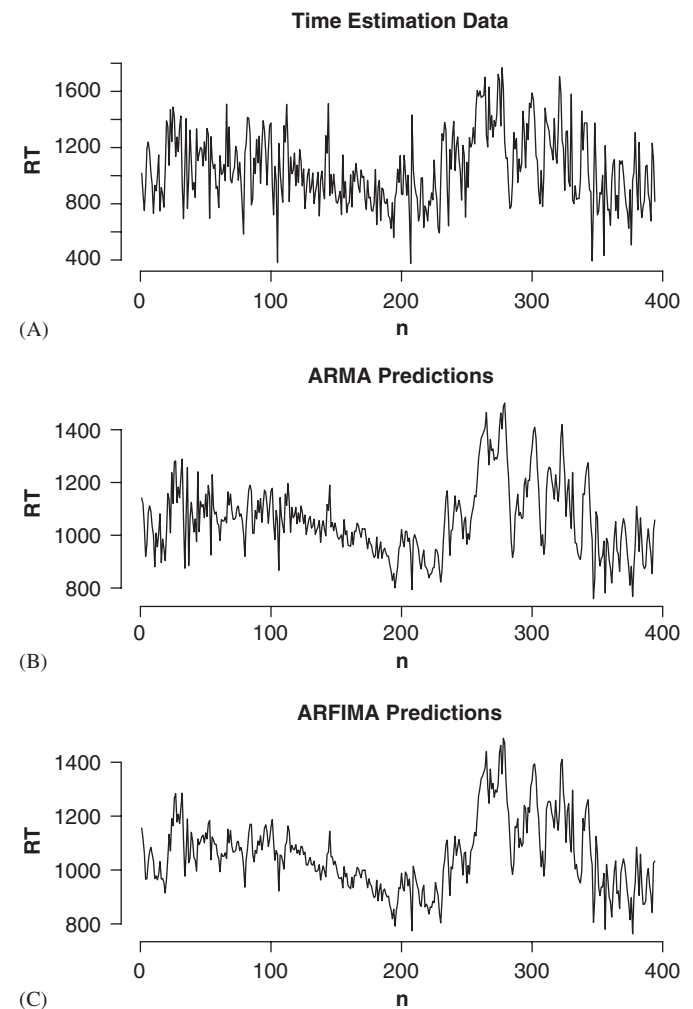 Time Estimation Data
1600
1200
800
400
RT
0 100 200 300 400
n
(A)
ARMA Predictions
1400
1200
1000
800
RT
0 100 200 300 400
n
(B)
ARFIMA Predictions
1400
1200
1000
800
RT
0 100 200 300 400
n
(C)